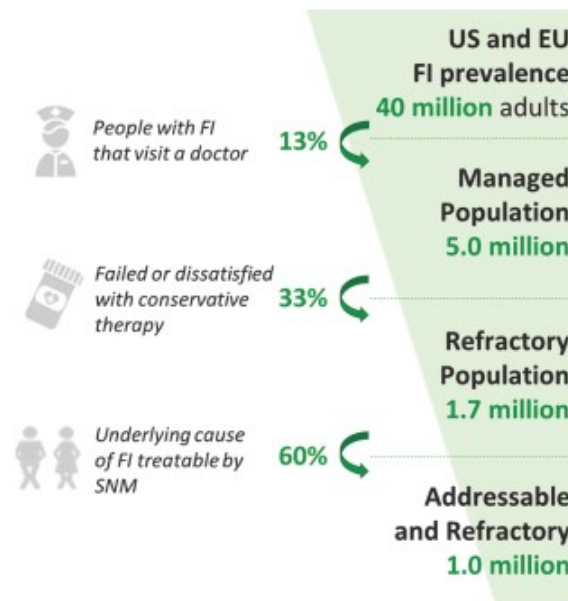 US and EU
FI prevalence
40 million adults
People with FI
that visit a doctor
13%
Managed
Population
5.0 million
Failed or dissatisfied
with conservative
therapy
33%
Refractory
Population
1.7 million
Underlying cause
of FI treatable by
SNM
60%
Addressable
and Refractory
1.0 million